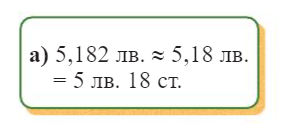 а) 5,182 лв. ≈ 5,18 лв.
= 5 лв. 18 ст.